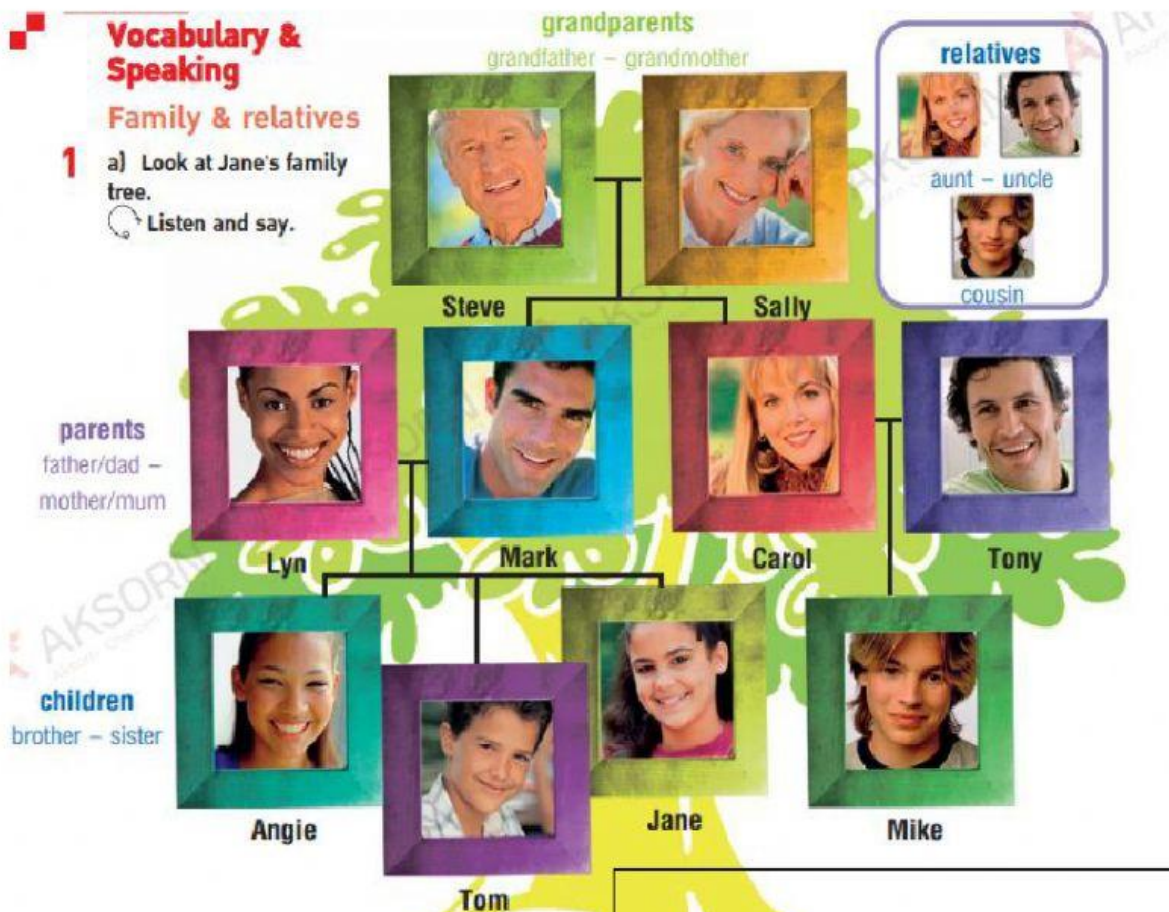 Vocabulary &
Speaking
Family & relatives
1 a) Look at Jane's family
tree.
Listen and say.
grandparents
grandfather – grandmother
relatives
aunt – uncle
cousin
Steve
Sally
parents
father/dad –
mother/mum
Lyn
Mark
Carol
Tony
children
brother – sister
Angie
Tom
Jane
Mike
AKSORN
AKSORN